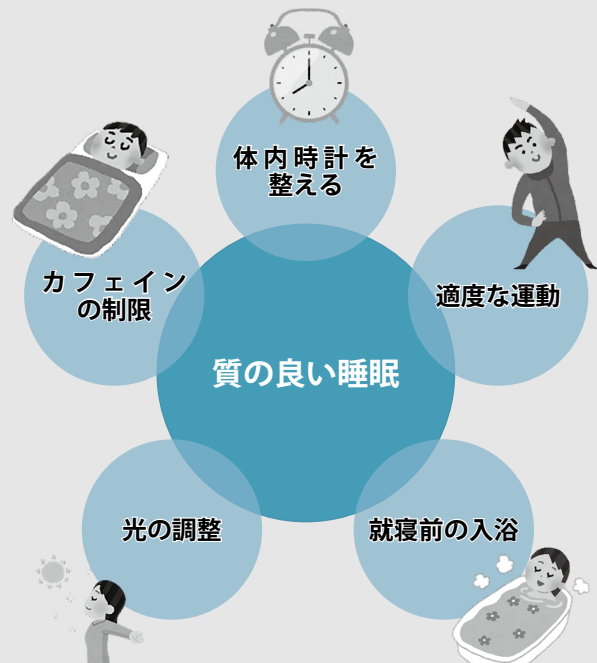 体内時計を
整える
カフェイン
の制限
適度な運動
質の良い睡眠
光の調整
就寝前の入浴